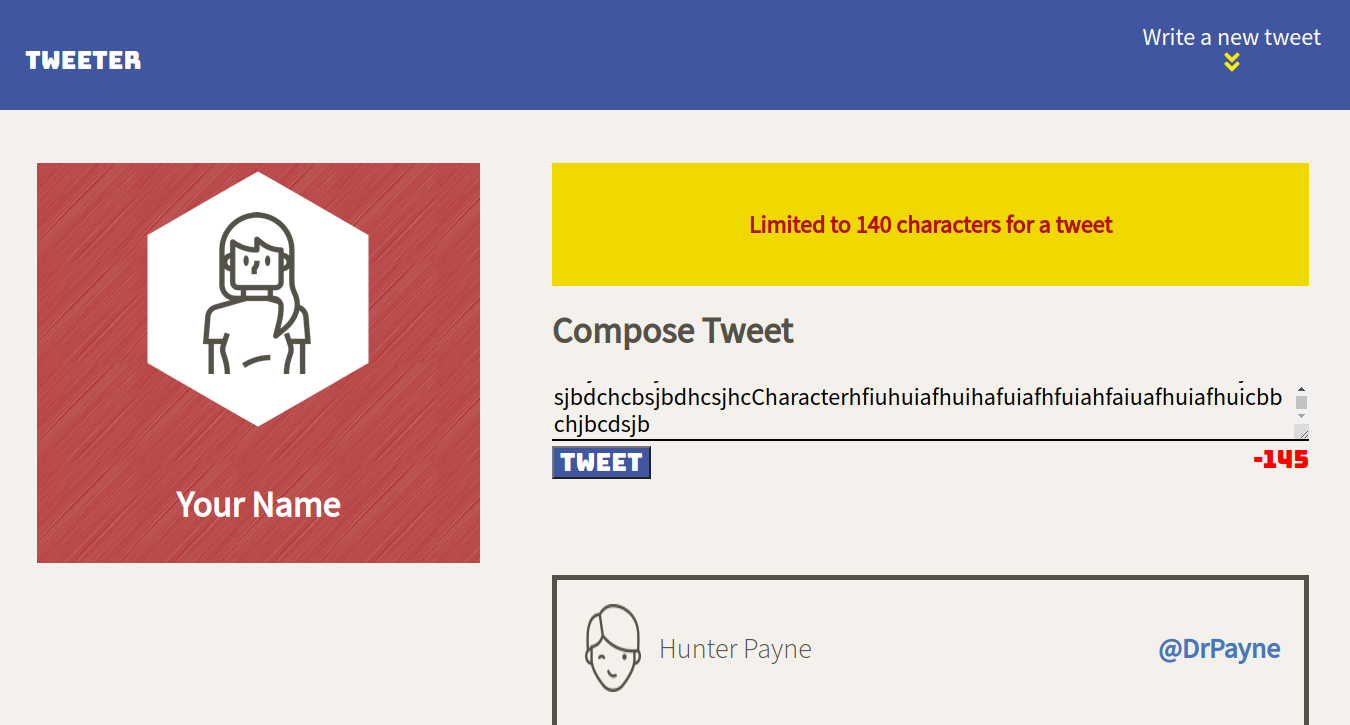 TWEETER
Write a new tweet
Limited to 140 characters for a tweet
Compose Tweet
sjbdchcbsjbdhcsjhcCharacterhfiuhuiafhuihafuiafhfuiahfaiuafhuiafhuicbb
chjbcdsjb
TWEET
-145
Your Name
Hunter Payne
@DrPayne